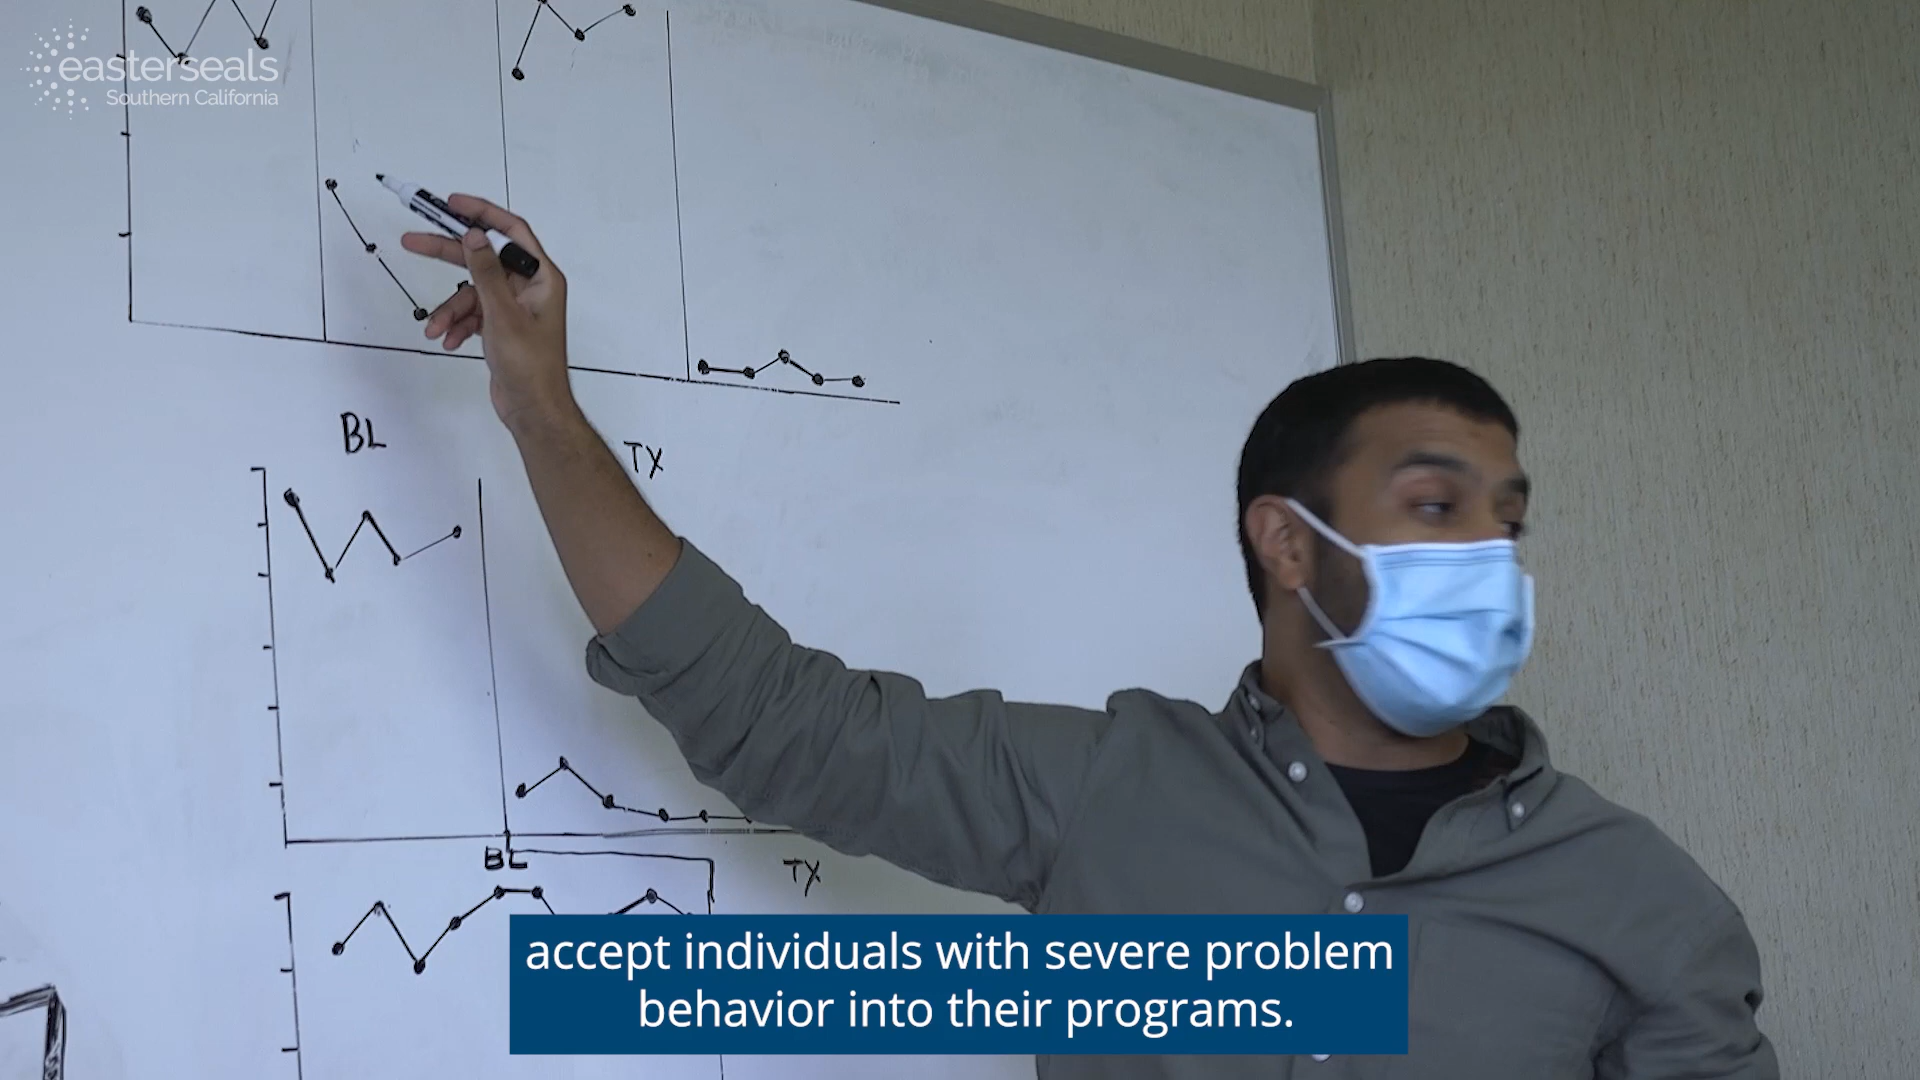 easterseals
Southern California
BL
TX
BL
TX
accept individuals with severe problem
behavior into their programs.